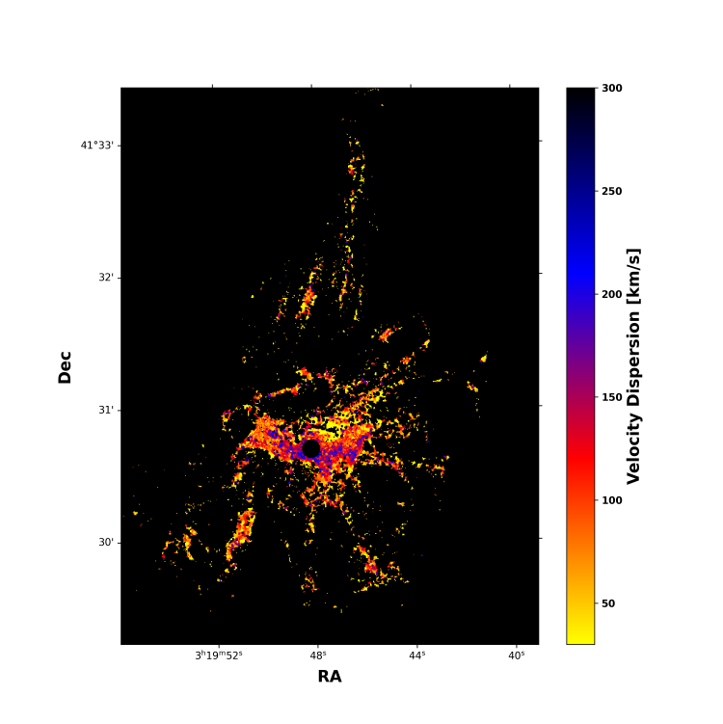 41°33'
32'
31'
30'
Dec
3ʰ19ᵐ52ˢ
48ˢ
44ˢ
40ˢ
RA
300
250
200
150
100
50
Velocity Dispersion [km/s]